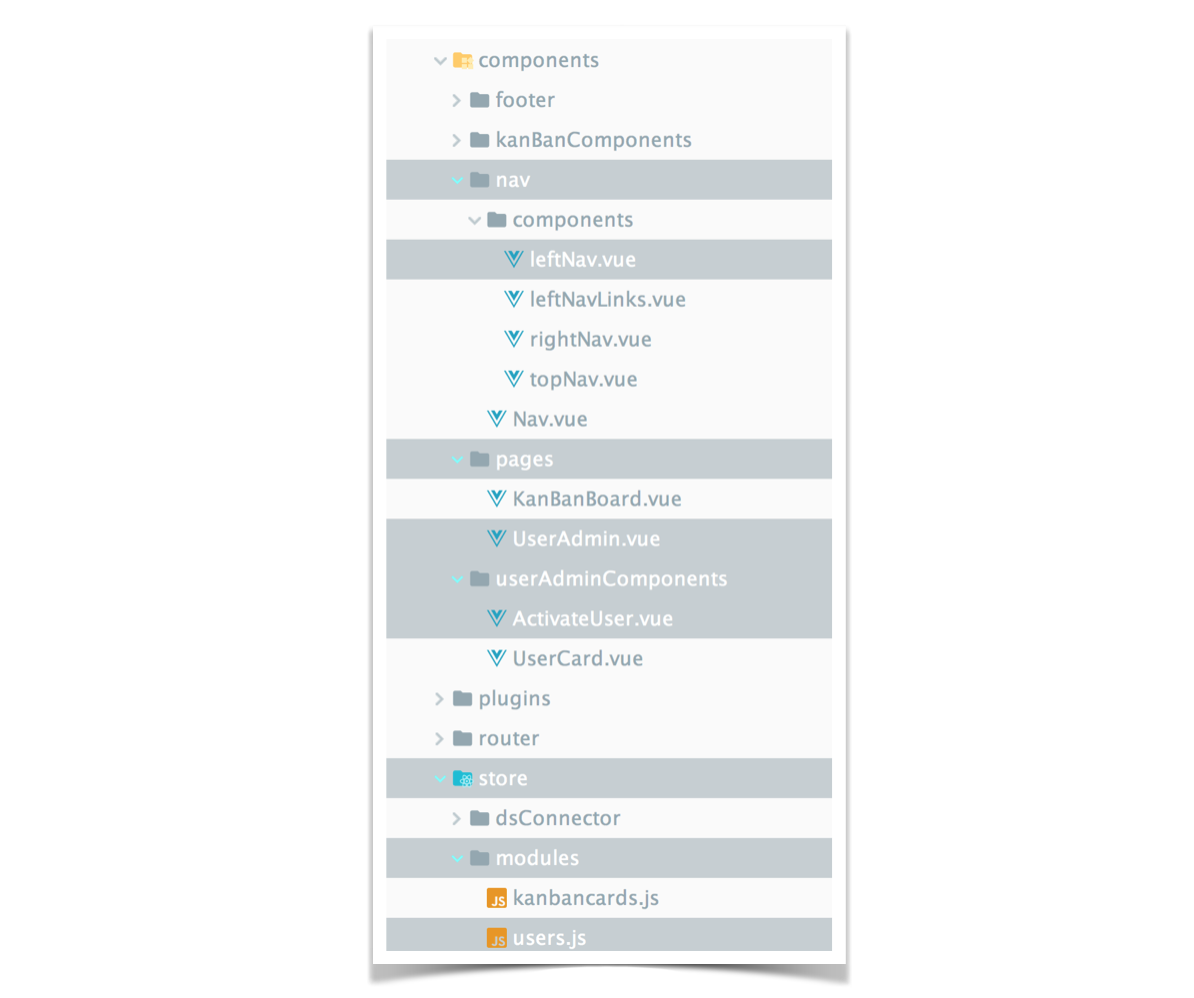 components
footer
kanBanComponents
nav
components
leftNav.vue
leftNavLinks.vue
rightNav.vue
topNav.vue
Nav.vue
pages
KanBanBoard.vue
UserAdmin.vue
userAdminComponents
ActivateUser.vue
UserCard.vue
plugins
router
store
dsConnector
modules
JS kanbancards.js
JS users.js